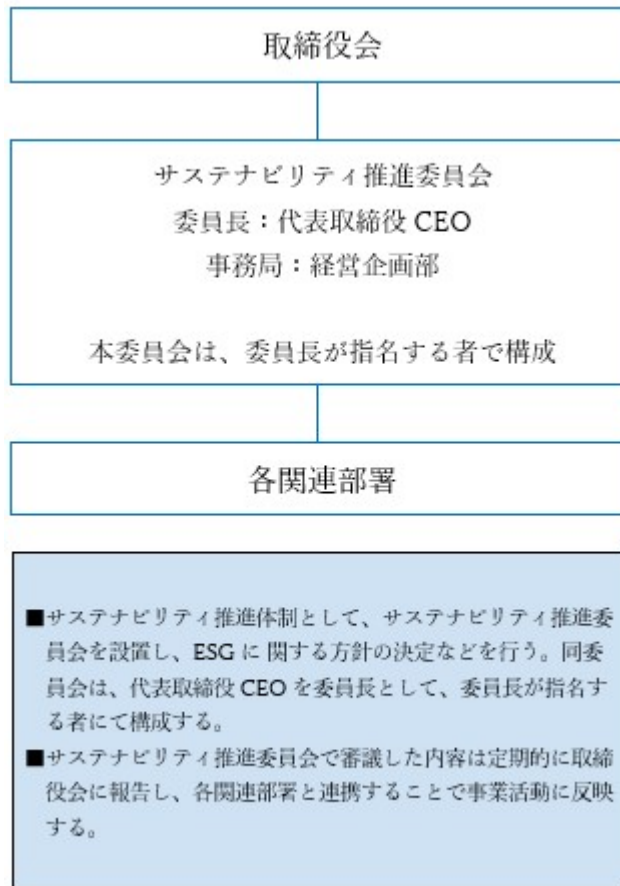 取締役会
サステナビリティ推進委員会
委員長：代表取締役 CEO
事務局：経営企画部
本委員会は、委員長が指名する者で構成
各関連部署
■サステナビリティ推進体制として、サステナビリティ推進委
員会を設置し、ESG に 関する方針の決定などを行う。同委
員会は、代表取締役 CEO を委員長として、委員長が指名す
る者にて構成する。
■サステナビリティ推進委員会で審議した内容は定期的に取締
役会に報告し、各関連部署と連携することで事業活動に反映
する。